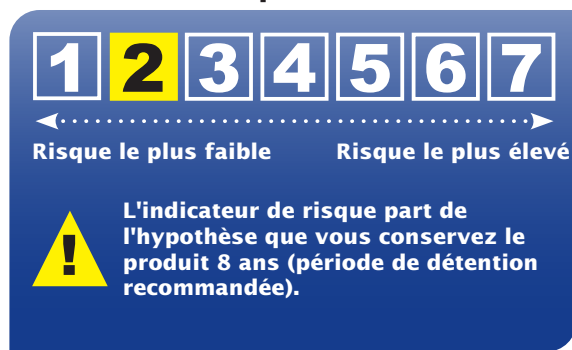 1 2 3 4 5 6 7
Risque le plus faible Risque le plus élevé
! L'indicateur de risque part de
l'hypothèse que vous conservez le
produit 8 ans (période de détention
recommandée).